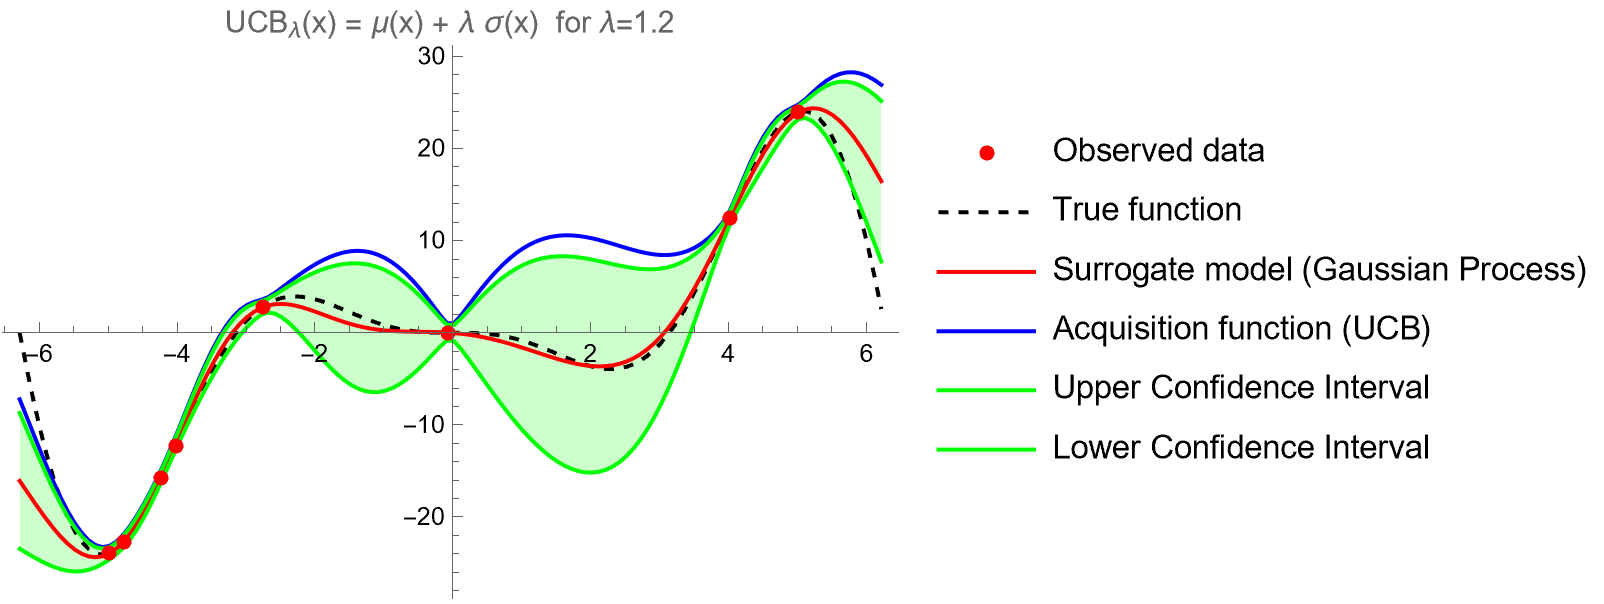 UCBλ(x) = μ(x) + λ σ(x) for λ=1.2
30
20
10
−6 −4 −2 2 4 6
−10
−20
Observed data
True function
Surrogate model (Gaussian Process)
Acquisition function (UCB)
Upper Confidence Interval
Lower Confidence Interval